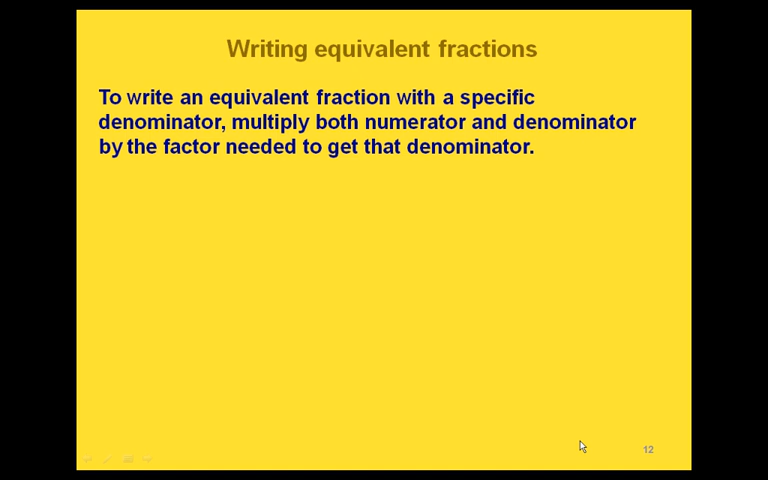 Writing equivalent fractions
To write an equivalent fraction with a specific
denominator, multiply both numerator and denominator
by the factor needed to get that denominator.
12